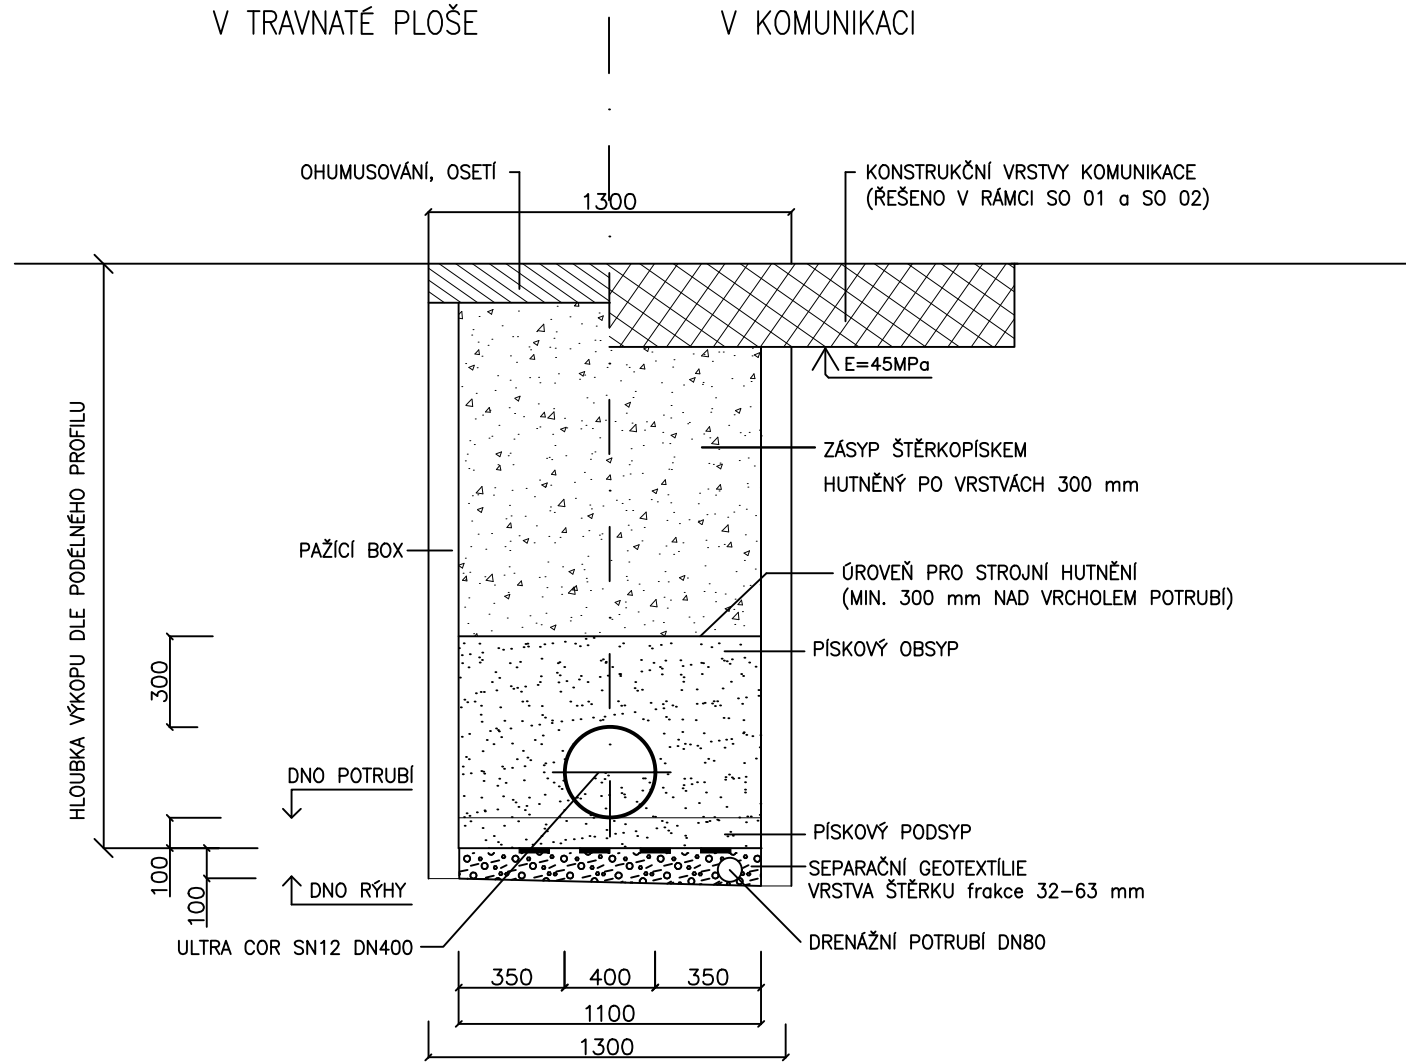 V TRAVNATÉ PLOŠE
V KOMUNIKACI
OHUMUSOVÁNÍ, OSETÍ
KONSTRUKČNÍ VRSTVY KOMUNIKACE
(ŘEŠENO V RÁMCI SO 01 a SO 02)
1300
E=45MPa
ZÁSYP ŠTĚRKOPÍSKEM
HUTNĚNÝ PO VRSTVÁCH 300 mm
HLOUBKA VÝKOPU DLE PODÉLNÉHO PROFILU
PAŽÍCÍ BOX
ÚROVEŇ PRO STROJNÍ HUTNĚNÍ
(MIN. 300 mm NAD VRCHOLEM POTRUBÍ)
PÍSKOVÝ OBSYP
300
DNO POTRUBÍ
PÍSKOVÝ PODSYP
100
100
SEPARAČNÍ GEOTEXTÍLIE
VRSTVA ŠTĚRKU frakce 32-63 mm
DNO RÝHY
ULTRA COR SN12 DN400
DRENÁŽNÍ POTRUBÍ DN80
350
400
350
1100
1300